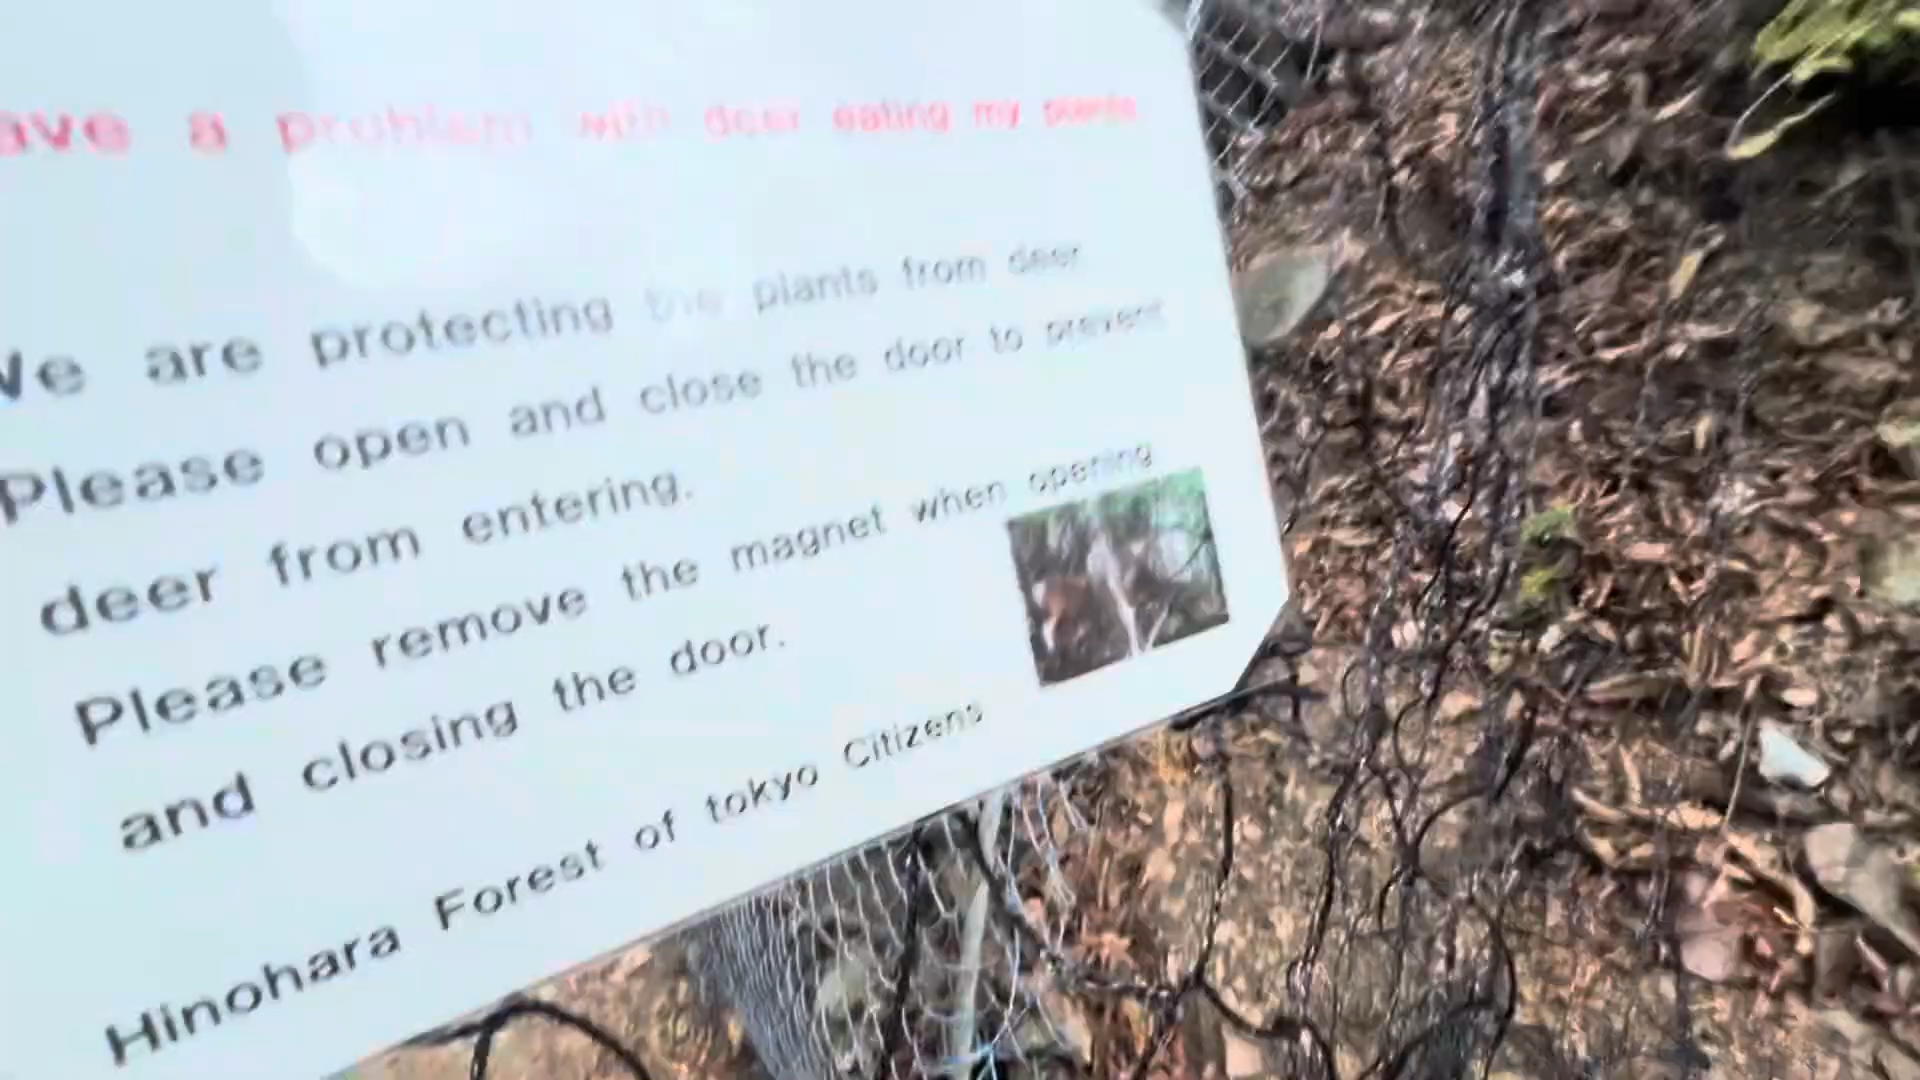 ave a problem with deer eating my plants
We are protecting the plants from deer
Please open and close the door to prevent
deer from entering.
Please remove the magnet when opening
and closing the door.
Hinohara Forest of tokyo Citizens